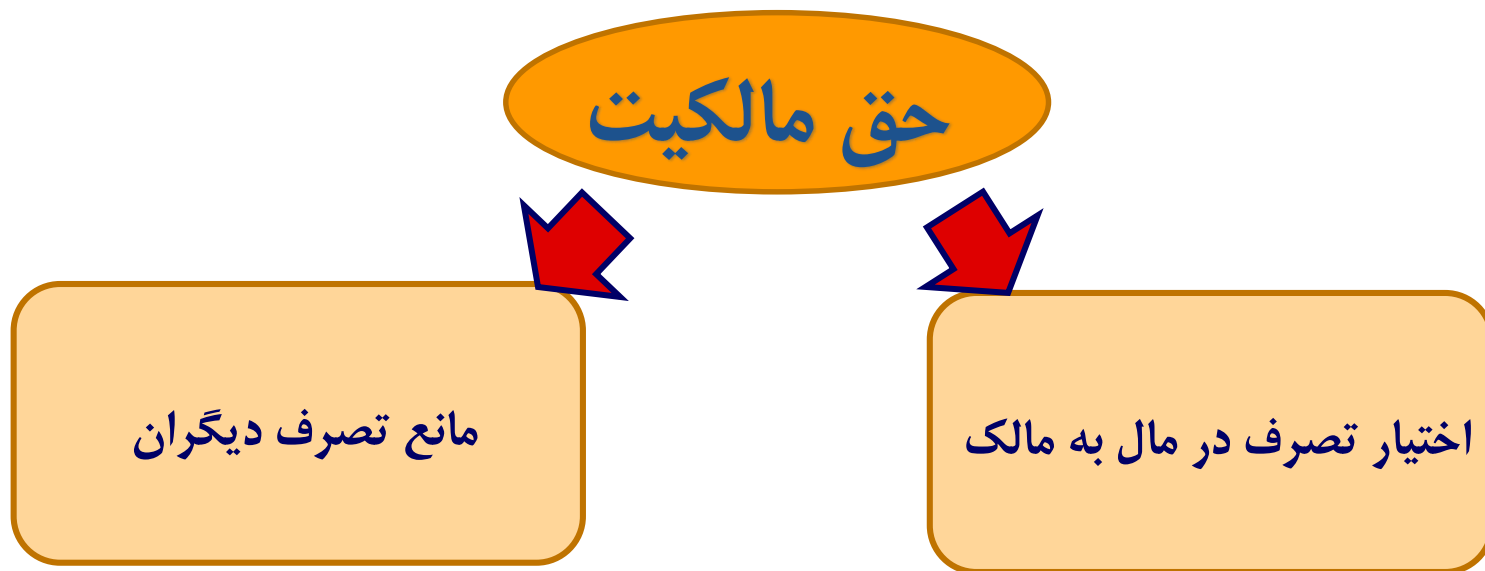 حق مالکیت
اختیار تصرف در مال به مالک
مانع تصرف دیگران